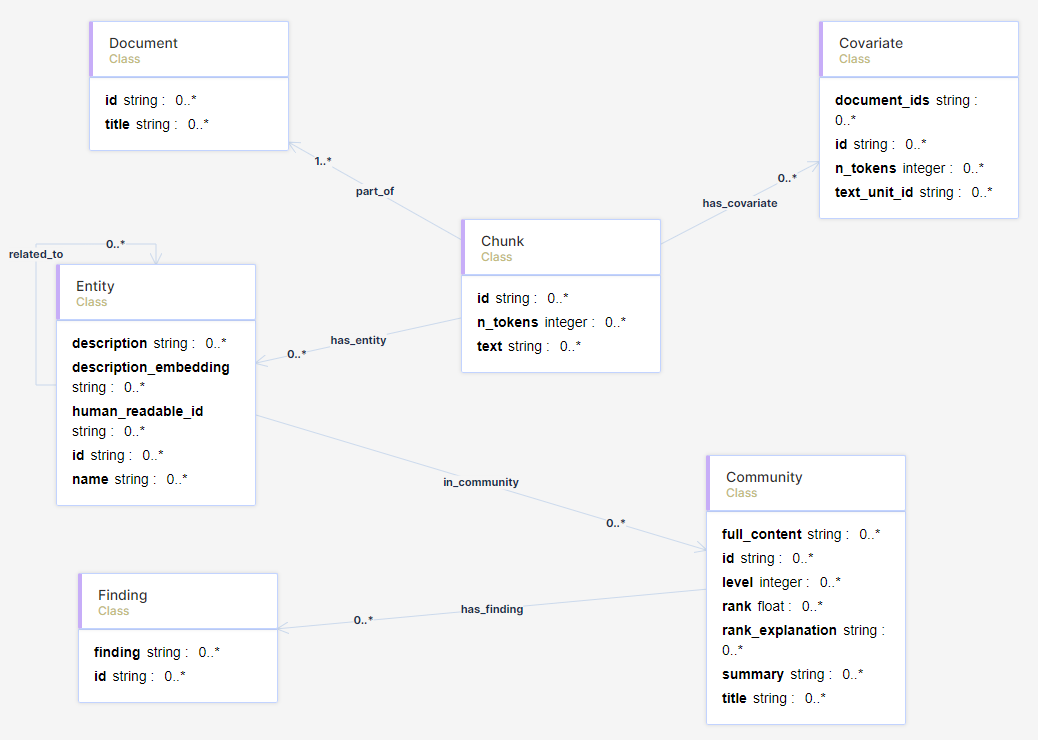 Document
Class
id string : 0..*
title string : 0..*
Covariate
Class
document_ids string :
0..*
id string : 0..*
n_tokens integer : 0..*
text_unit_id string : 0..*
1..*
part_of
0..*
has_covariate
Chunk
Class
id string : 0..*
n_tokens integer : 0..*
text string : 0..*
0..*
related_to
Entity
Class
description string : 0..*
description_embedding
string : 0..*
human_readable_id
string : 0..*
id string : 0..*
name string : 0..*
has_entity
0..*
in_community
0..*
Community
Class
full_content string : 0..*
id string : 0..*
level integer : 0..*
rank float : 0..*
rank_explanation string :
0..*
summary string : 0..*
title string : 0..*
Finding
Class
finding string : 0..*
id string : 0..*
has_finding
0..*